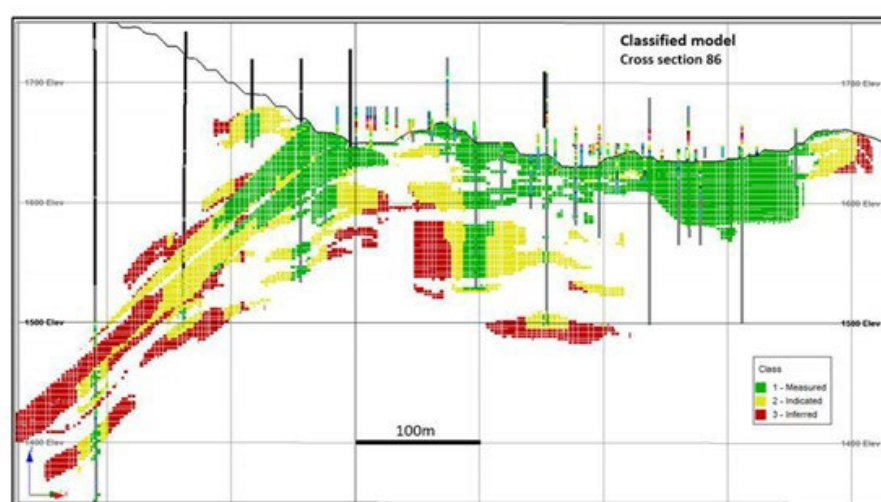 Classified model
Cross section 86
1700 Elev
1700 Elev
1600 Elev
1600 Elev
1500 Elev
1500 Elev
Class
1 - Measured
2 - Indicated
3 - Inferred
100m
1400 Elev
1400 Elev